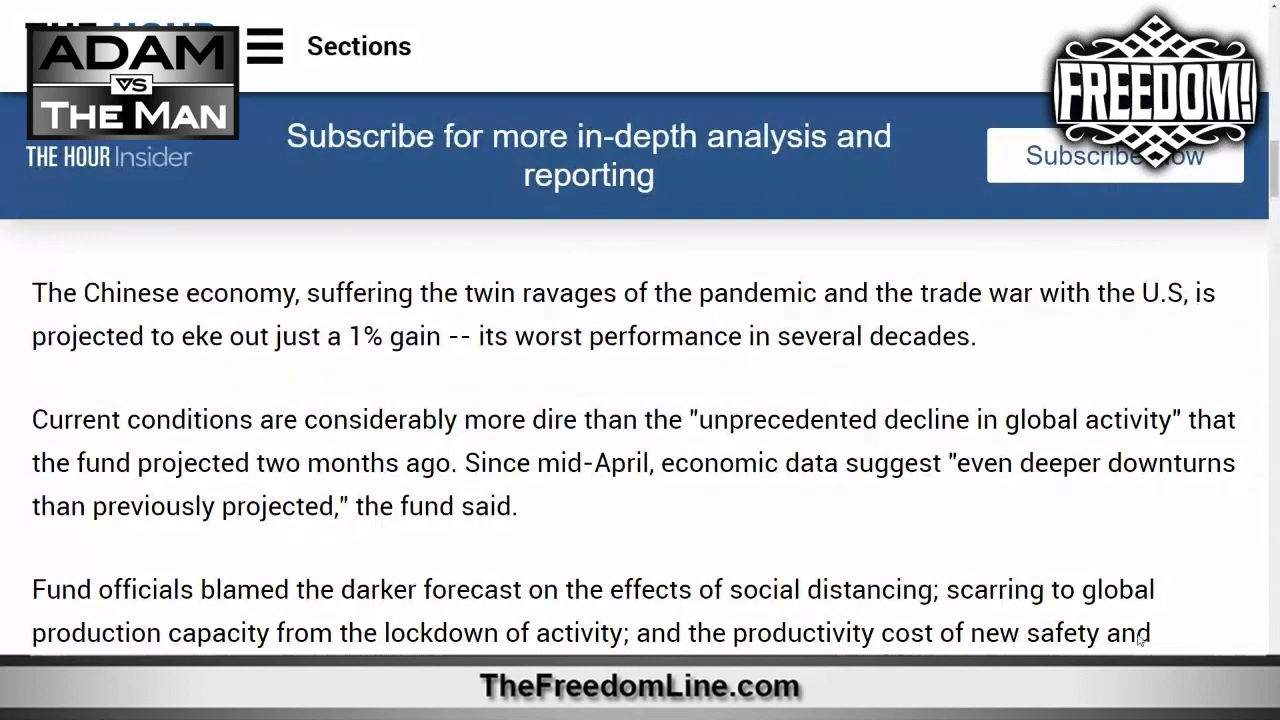 THE HOUR
ADAM
VS
THE MAN
Sections
FREEDOM!
THE HOUR Insider
Subscribe for more in-depth analysis and
reporting
Subscribe Now
The Chinese economy, suffering the twin ravages of the pandemic and the trade war with the U.S, is
projected to eke out just a 1% gain -- its worst performance in several decades.
Current conditions are considerably more dire than the "unprecedented decline in global activity" that
the fund projected two months ago. Since mid-April, economic data suggest "even deeper downturns
than previously projected," the fund said.
Fund officials blamed the darker forecast on the effects of social distancing; scarring to global
production capacity from the lockdown of activity; and the productivity cost of new safety and
TheFreedomLine.com